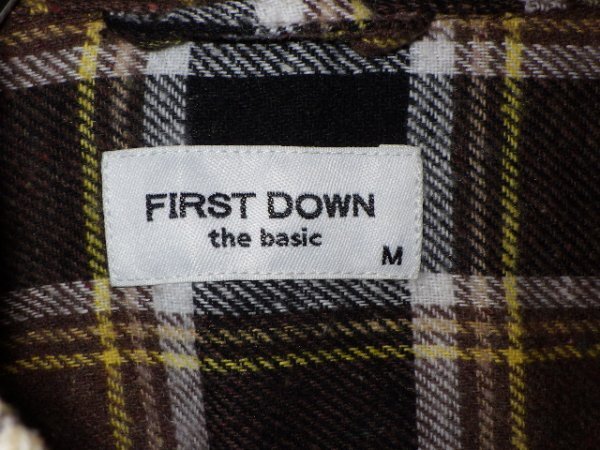 FIRST DOWN
the basic
M